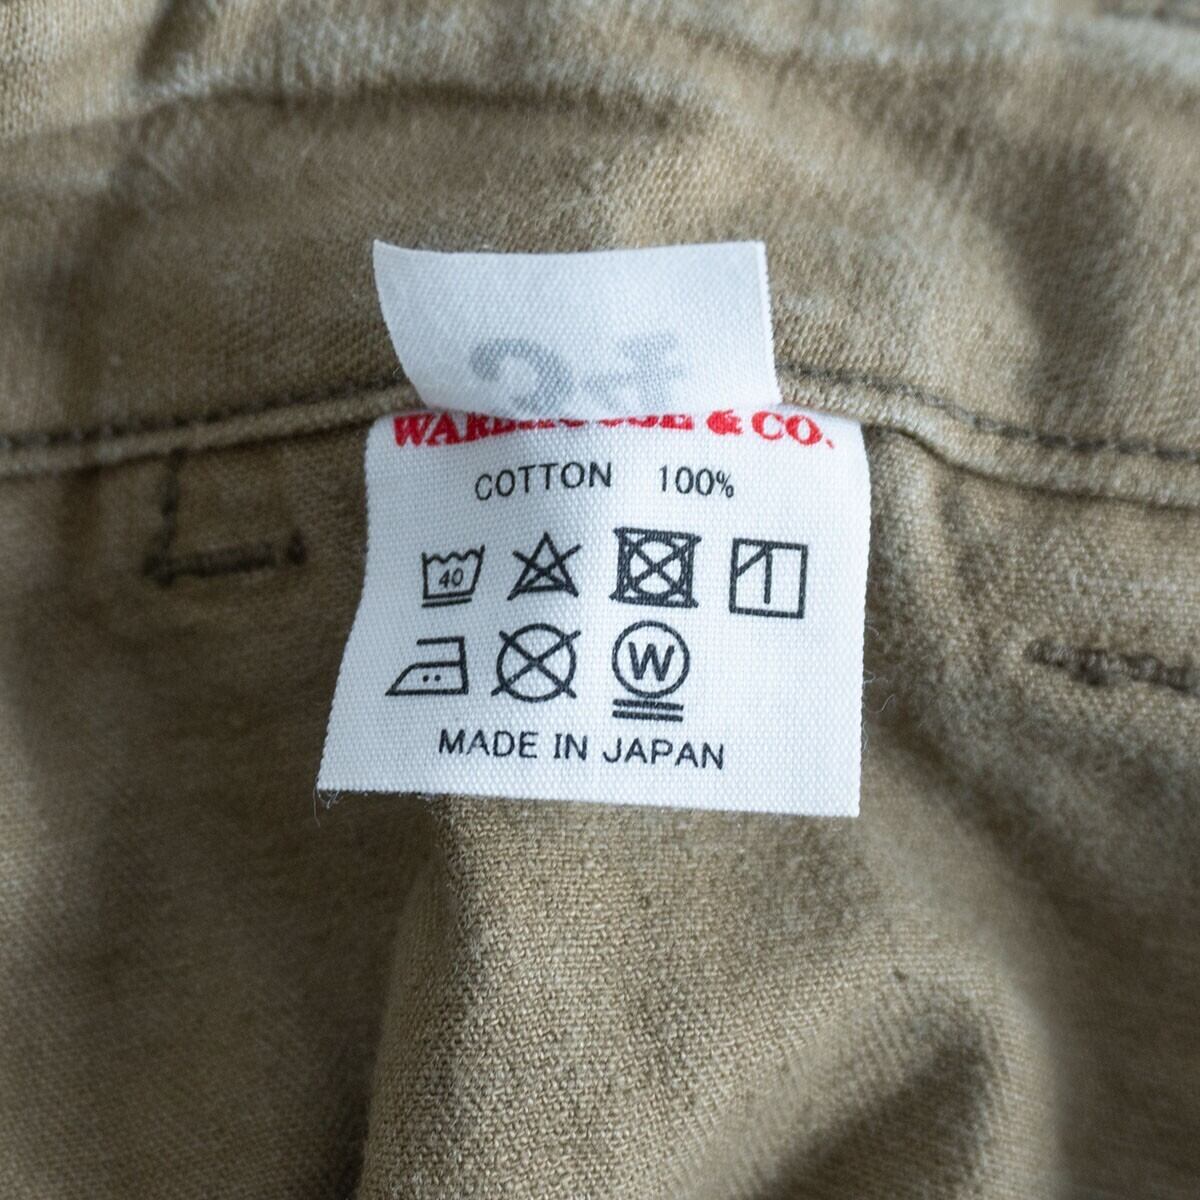 WAREHOUSE & CO.
COTTON 100%
40
W
MADE IN JAPAN